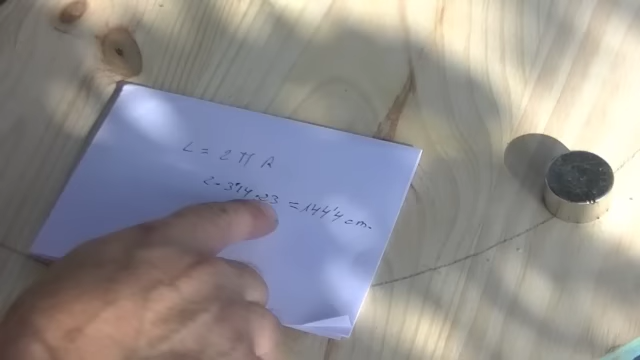 L = 2 π R
2 · 3'14 · 23 = 144'4 cm.